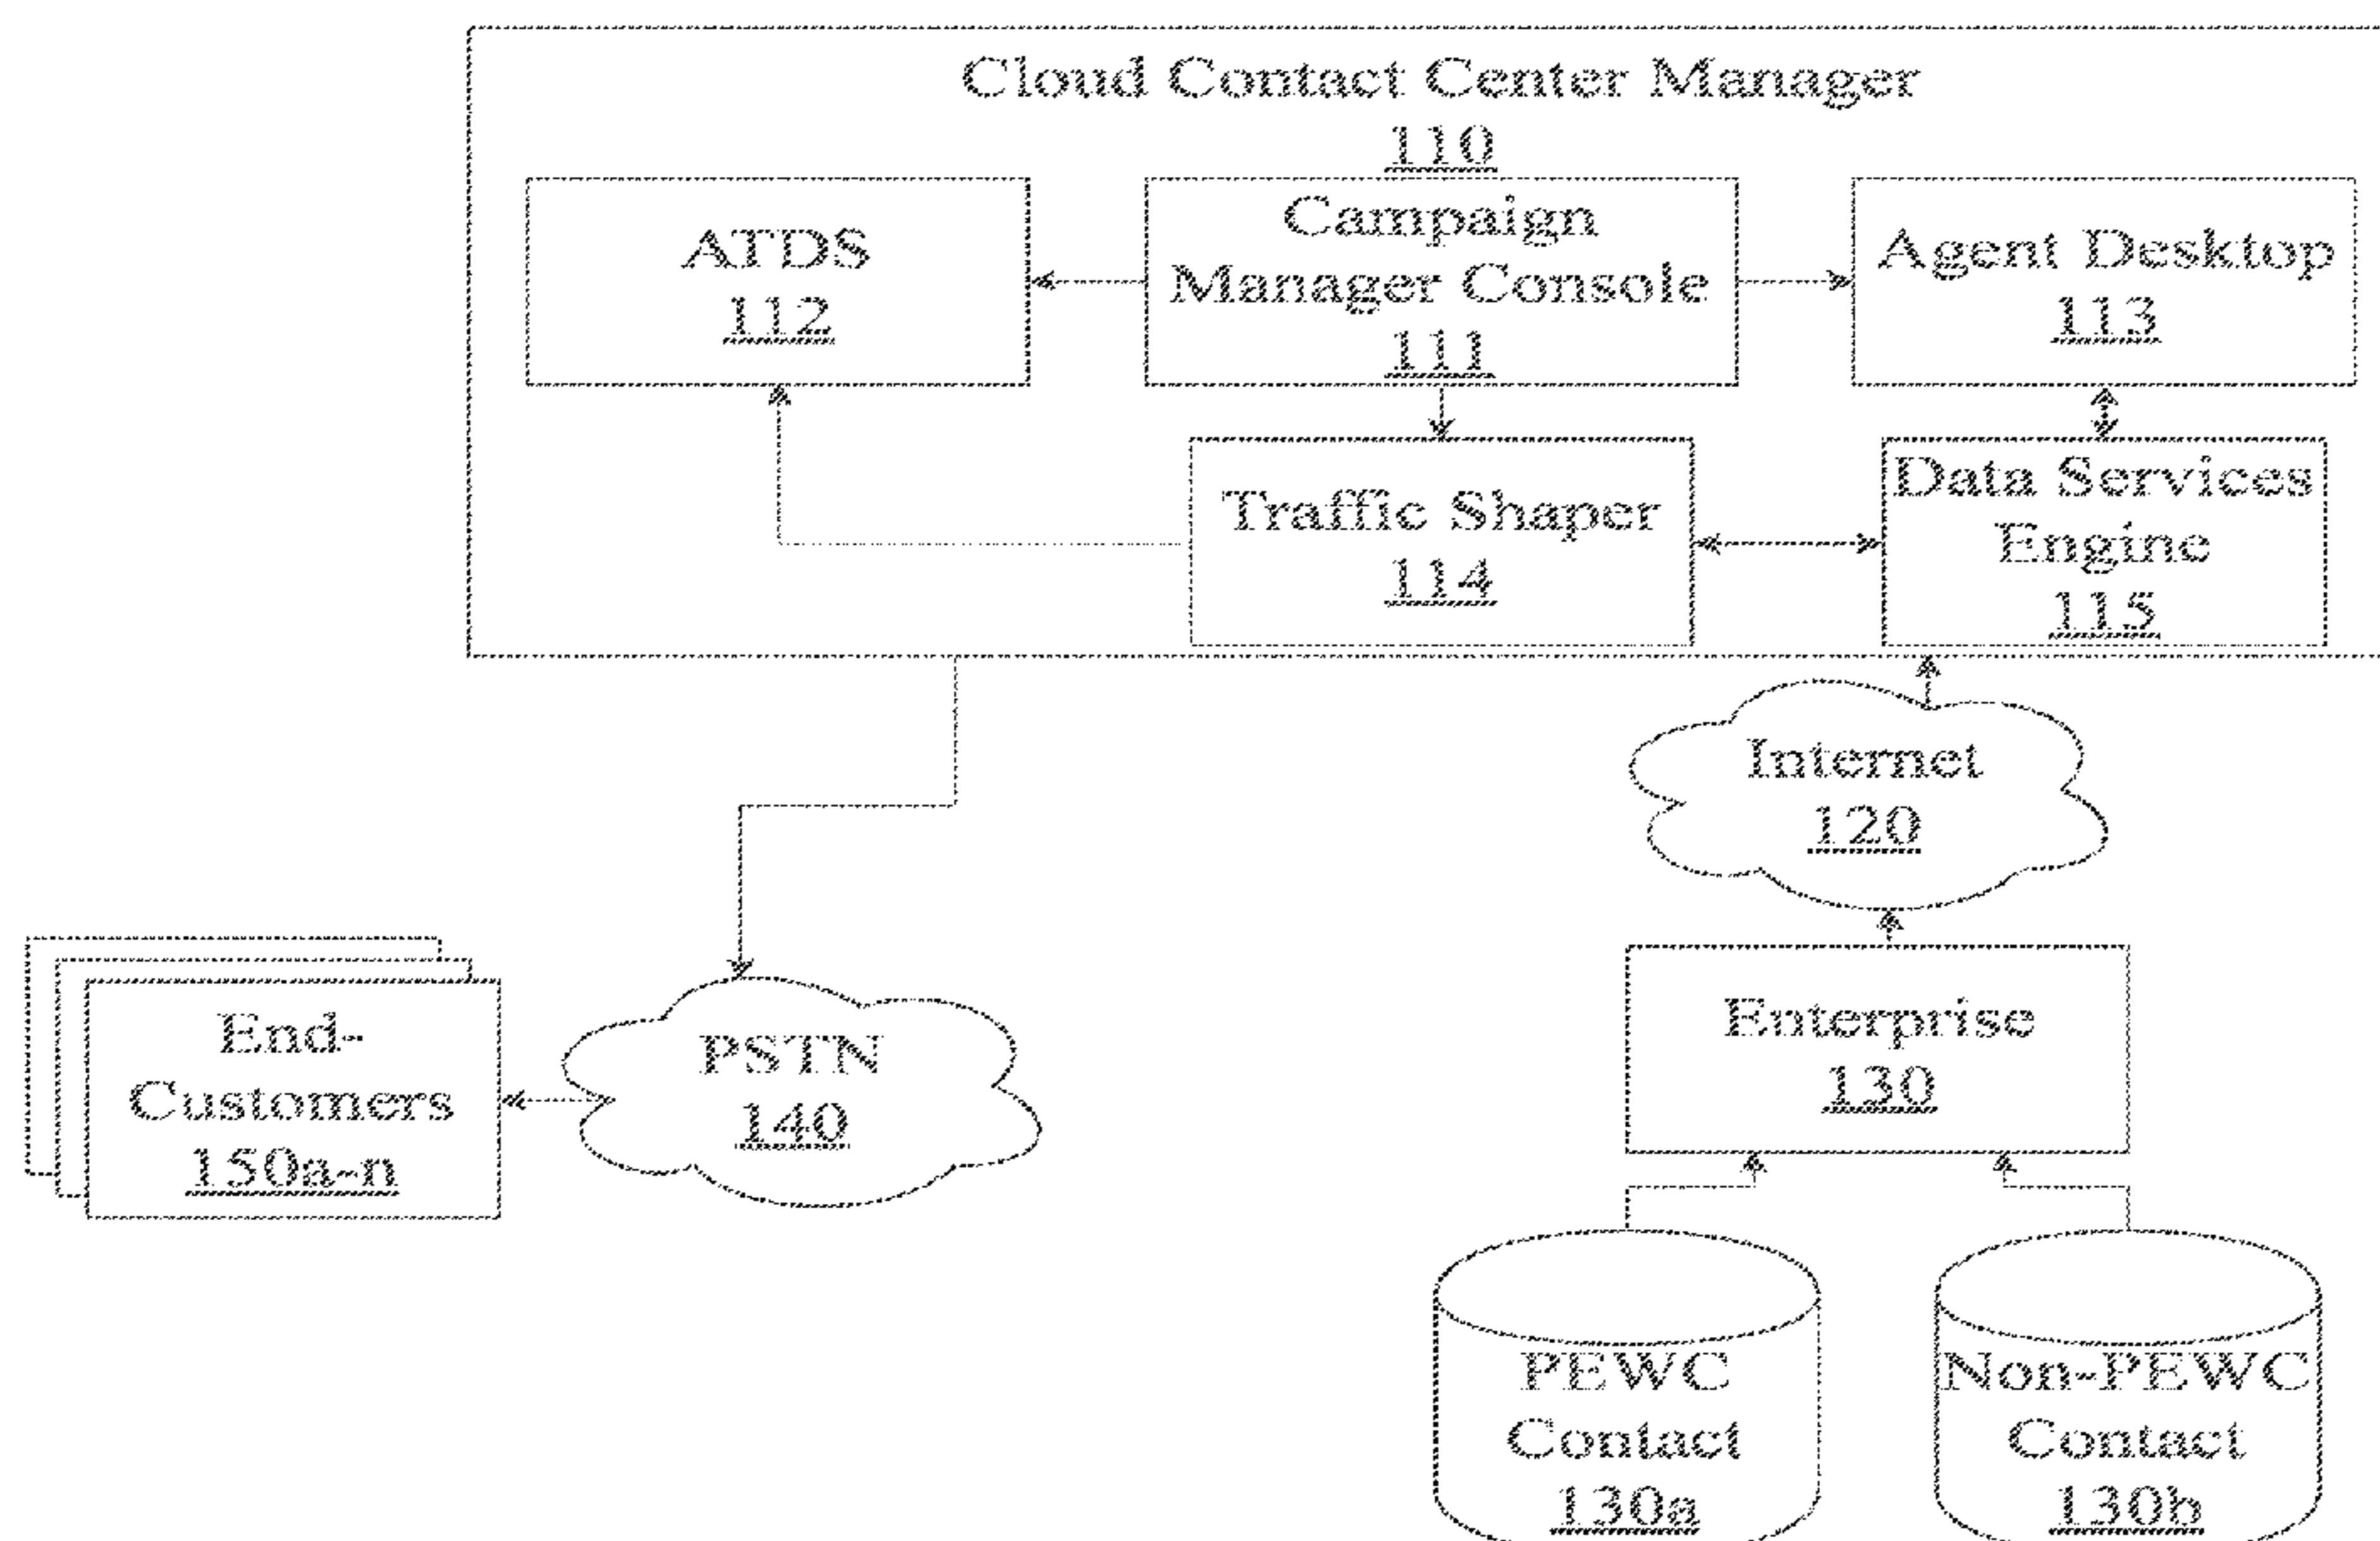 Cloud Contact Center Manager
110
ATDS
112
Campaign
Manager Console
111
Agent Desktop
113
Traffic Shaper
114
Data Services
Engine
115
Internet
120
End-
Customers
150a-n
PSTN
140
Enterprise
130
PEWC
Contact
130a
Non-PEWC
Contact
130b